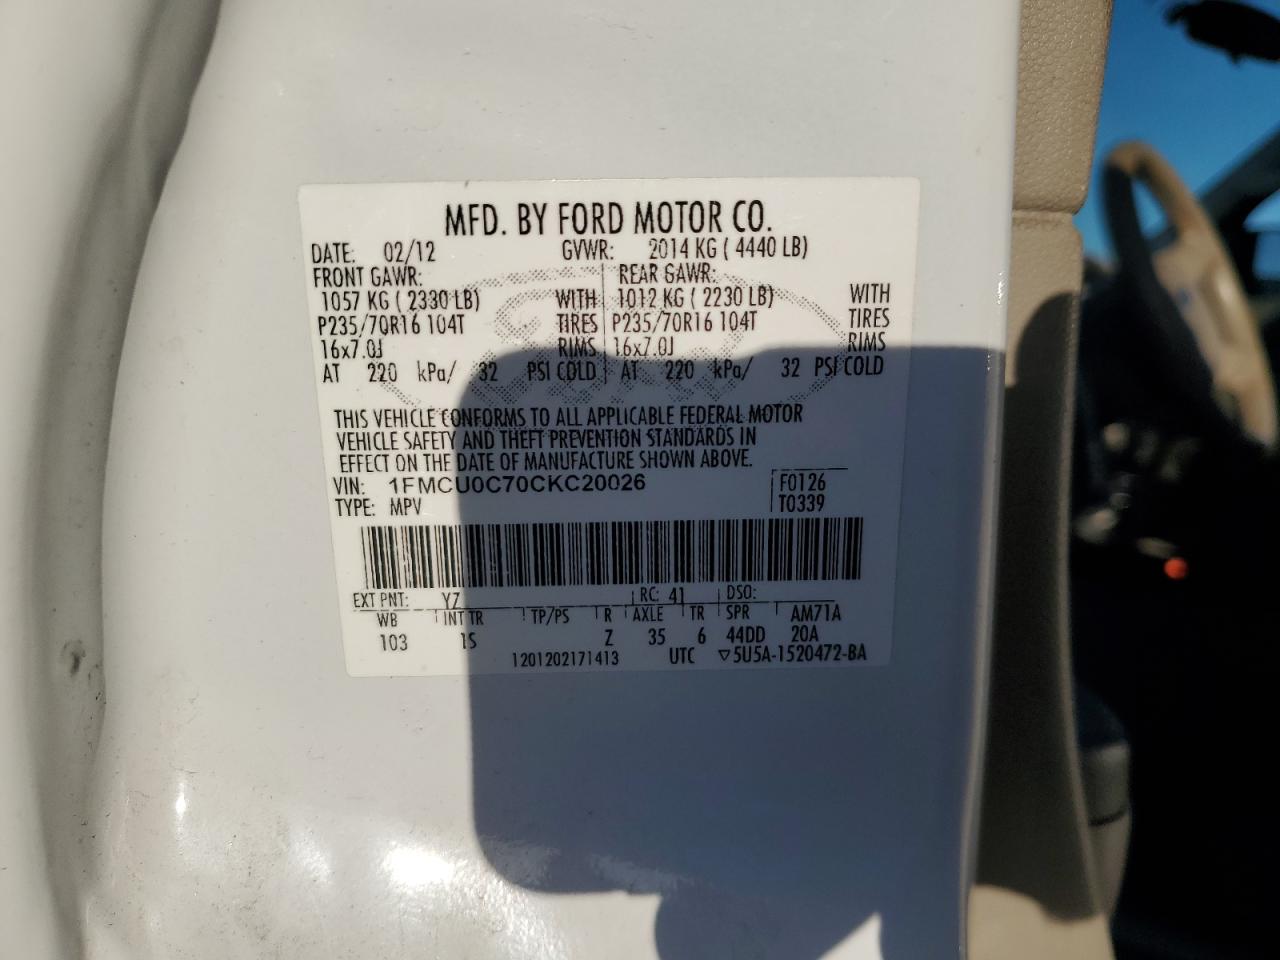 MFD. BY FORD MOTOR CO.
DATE: 02/12 GVWR: 2014 KG ( 4440 LB)
FRONT GAWR: REAR GAWR:
1057 KG ( 2330 LB) WITH 1012 KG ( 2230 LB) WITH
P235/70R16 104T TIRES P235/70R16 104T TIRES
16x7.0J RIMS 16x7.0J RIMS
AT 220 kPa/ 32 PSI COLD AT 220 kPa/ 32 PSI COLD
THIS VEHICLE CONFORMS TO ALL APPLICABLE FEDERAL MOTOR
VEHICLE SAFETY AND THEFT PREVENTION STANDARDS IN
EFFECT ON THE DATE OF MANUFACTURE SHOWN ABOVE.
VIN: 1FMCU0C70CKC20026 F0126
TYPE: MPV T0339
EXT PNT: YZ RC: 41 DSO:
WB INT TR TP/PS R AXLE TR SPR AM71A
103 1S Z 35 6 44DD 20A
1201202171413 UTC ▽5U5A-1520472-BA